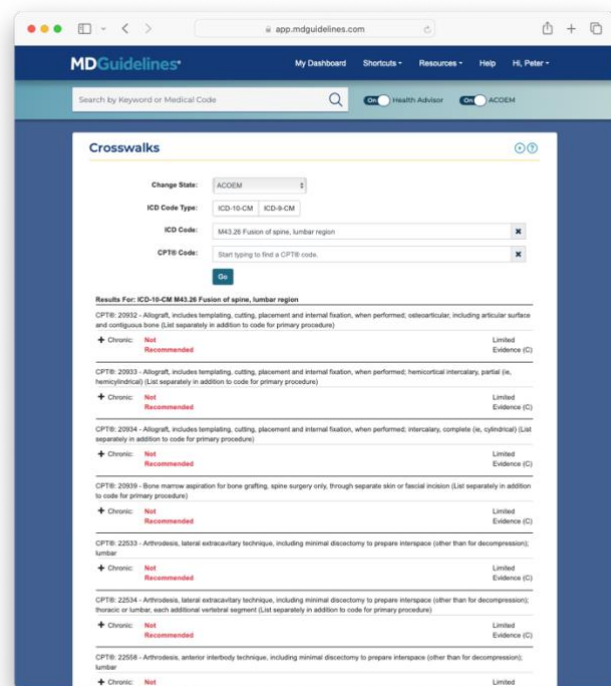 app.mdguidelines.com
MDGuidelines®
My Dashboard Shortcuts Resources Help Hi, Peter
Search by Keyword or Medical Code On Health Advisor On ACOEM
Crosswalks
Change State: ACOEM
ICD Code Type: ICD-10-CM ICD-9-CM
ICD Code: M43.26 Fusion of spine, lumbar region
CPT® Code: Start typing to find a CPT® code.
Go
Results For: ICD-10-CM M43.26 Fusion of spine, lumbar region
CPT®: 20932 - Allograft, includes templating, cutting, placement and internal fixation, when performed; osteoarticular, including articular surface
and contiguous bone (List separately in addition to code for primary procedure)
+ Chronic: Not Limited
Recommended Evidence (C)
CPT®: 20933 - Allograft, includes templating, cutting, placement and internal fixation, when performed; hemicortical intercalary, partial (ie,
hemicylindrical) (List separately in addition to code for primary procedure)
+ Chronic: Not Limited
Recommended Evidence (C)
CPT®: 20934 - Allograft, includes templating, cutting, placement and internal fixation, when performed; intercalary, complete (ie, cylindrical) (List
separately in addition to code for primary procedure)
+ Chronic: Not Limited
Recommended Evidence (C)
CPT®: 20939 - Bone marrow aspiration for bone grafting, spine surgery only, through separate skin or fascial incision (List separately in addition
to code for primary procedure)
+ Chronic: Not Limited
Recommended Evidence (C)
CPT®: 22533 - Arthrodesis, lateral extracavitary technique, including minimal discectomy to prepare interspace (other than for decompression);
lumbar
+ Chronic: Not Limited
Recommended Evidence (C)
CPT®: 22534 - Arthrodesis, lateral extracavitary technique, including minimal discectomy to prepare interspace (other than for decompression);
thoracic or lumbar, each additional vertebral segment (List separately in addition to code for primary procedure)
+ Chronic: Not Limited
Recommended Evidence (C)
CPT®: 22558 - Arthrodesis, anterior interbody technique, including minimal discectomy to prepare interspace (other than for decompression);
lumbar
+ Chronic: Not Limited